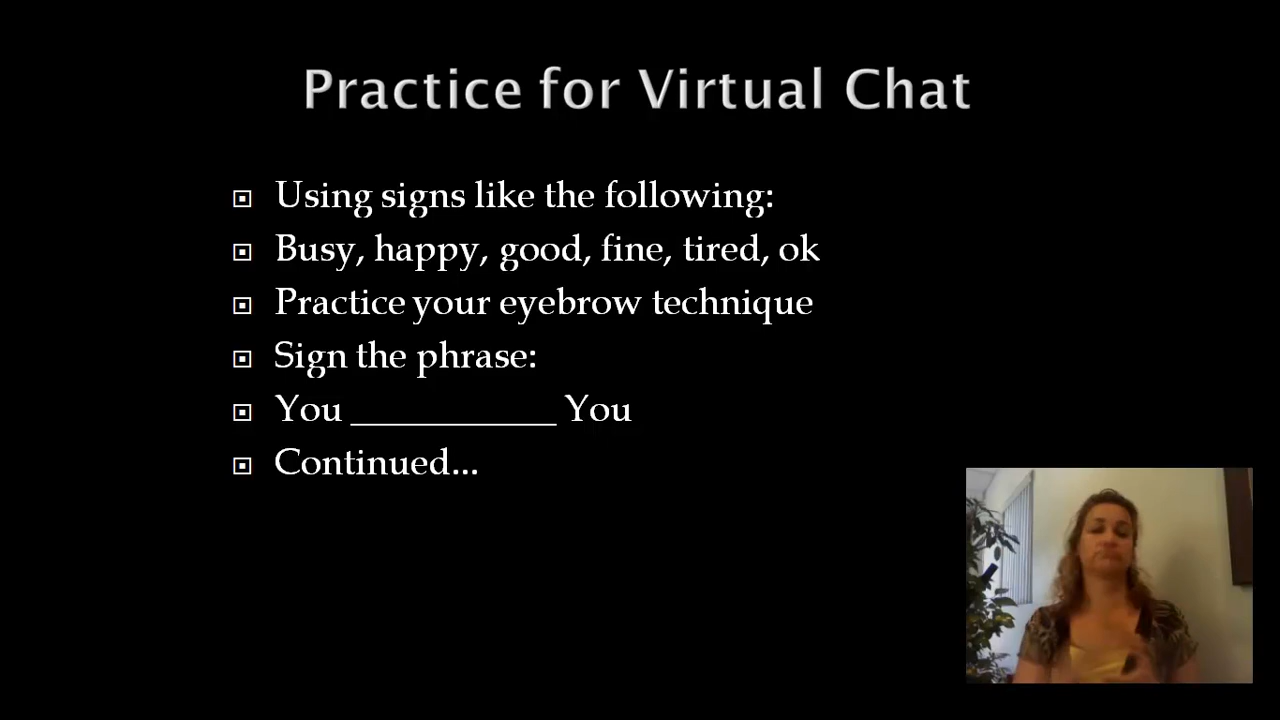 Practice for Virtual Chat
Using signs like the following:
Busy, happy, good, fine, tired, ok
Practice your eyebrow technique
Sign the phrase:
You ___________ You
Continued...